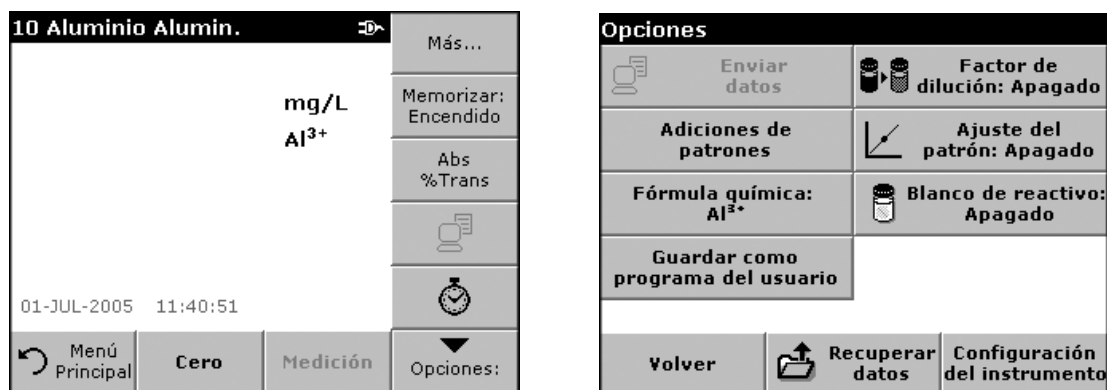 10 Aluminio Alumin.
Más...
mg/L
Al³⁺
Memorizar:
Encendido
Abs
%Trans
01-JUL-2005 11:40:51
Menú
Principal
Cero
Medición
Opciones:
Opciones
Enviar
datos
Factor de
dilución: Apagado
Adiciones de
patrones
Ajuste del
patrón: Apagado
Fórmula química:
Al³⁺
Blanco de reactivo:
Apagado
Guardar como
programa del usuario
Volver
Recuperar
datos
Configuración
del instrumento